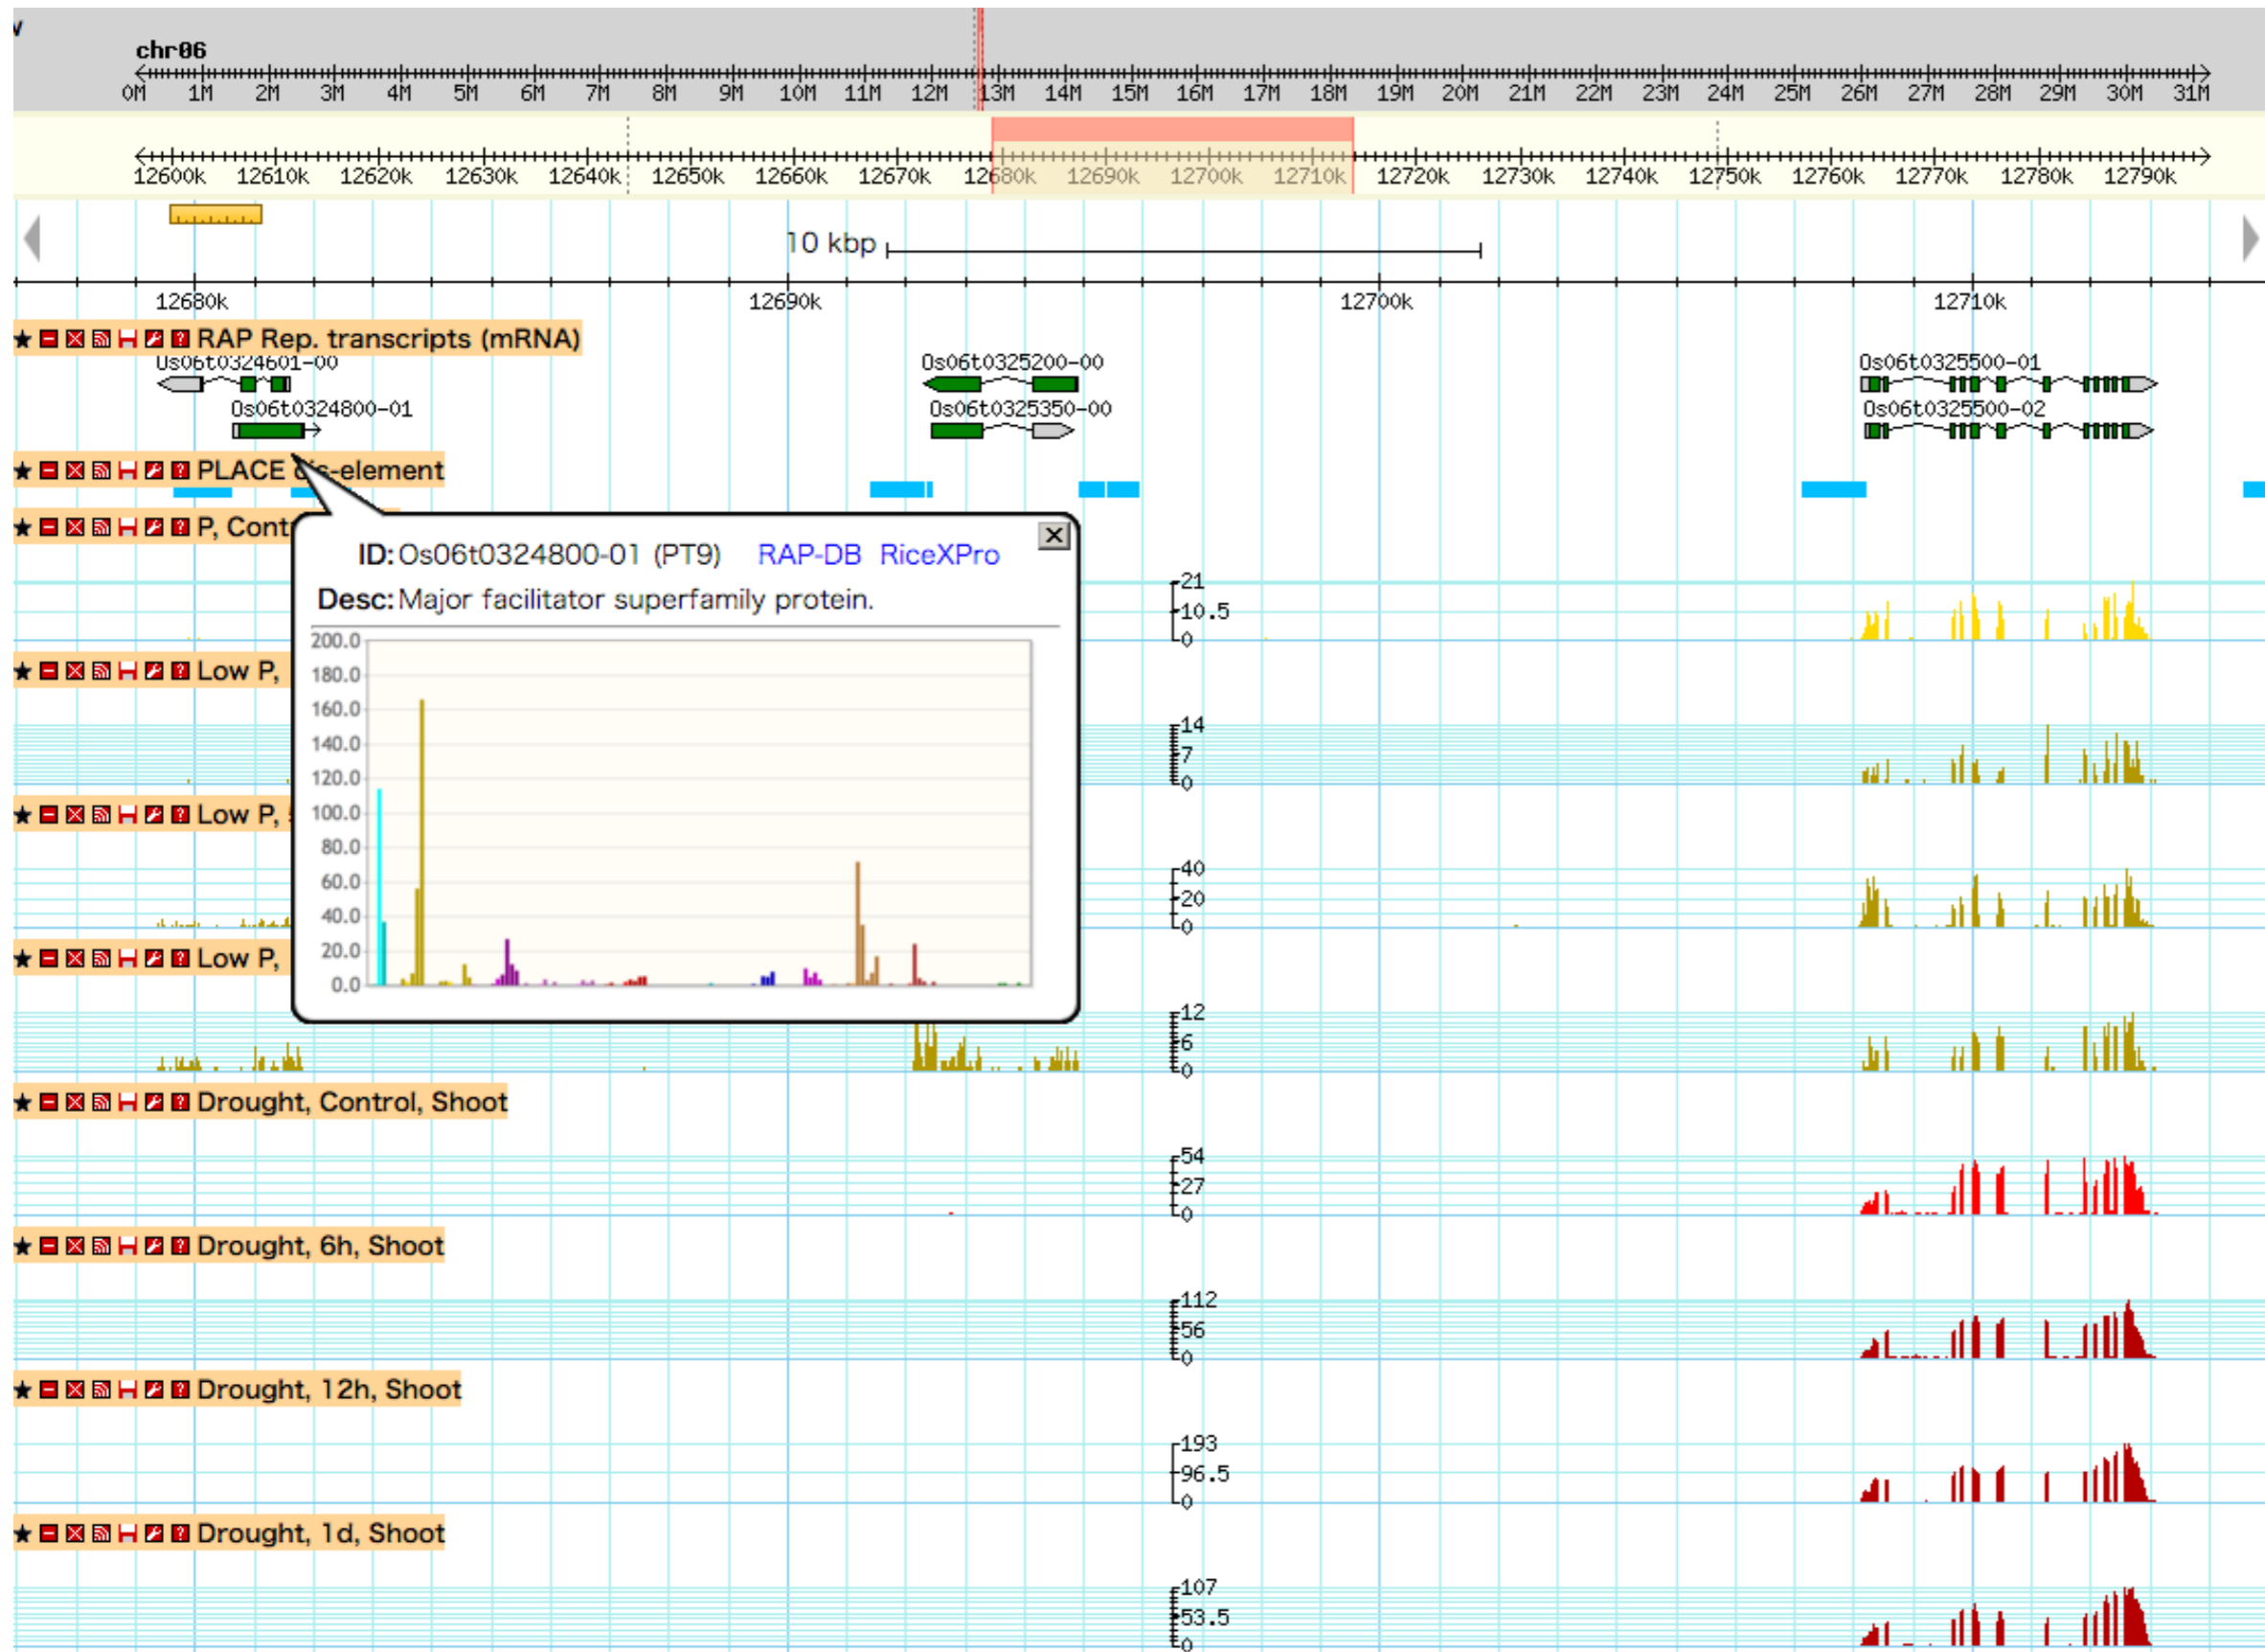 chr06
0M 1M 2M 3M 4M 5M 6M 7M 8M 9M 10M 11M 12M 13M 14M 15M 16M 17M 18M 19M 20M 21M 22M 23M 24M 25M 26M 27M 28M 29M 30M 31M
12600k 12610k 12620k 12630k 12640k 12650k 12660k 12670k 12680k 12690k 12700k 12710k 12720k 12730k 12740k 12750k 12760k 12770k 12780k 12790k
10 kbp
12680k 12690k 12700k 12710k
RAP Rep. transcripts (mRNA)
Os06t0324601-00 Os06t0325200-00 Os06t0325500-01
Os06t0324800-01 Os06t0325350-00 Os06t0325500-02
PLACE cis-element
P, Cont
ID: Os06t0324800-01 (PT9) RAP-DB RiceXPro
Desc: Major facilitator superfamily protein.
200.0
180.0
160.0
140.0
120.0
100.0
80.0
60.0
40.0
20.0
0.0
21
10.5
0
Low P,
14
7
0
Low P,
40
20
0
Low P,
12
6
0
Drought, Control, Shoot
54
27
0
Drought, 6h, Shoot
112
56
0
Drought, 12h, Shoot
193
96.5
0
Drought, 1d, Shoot
107
53.5
0